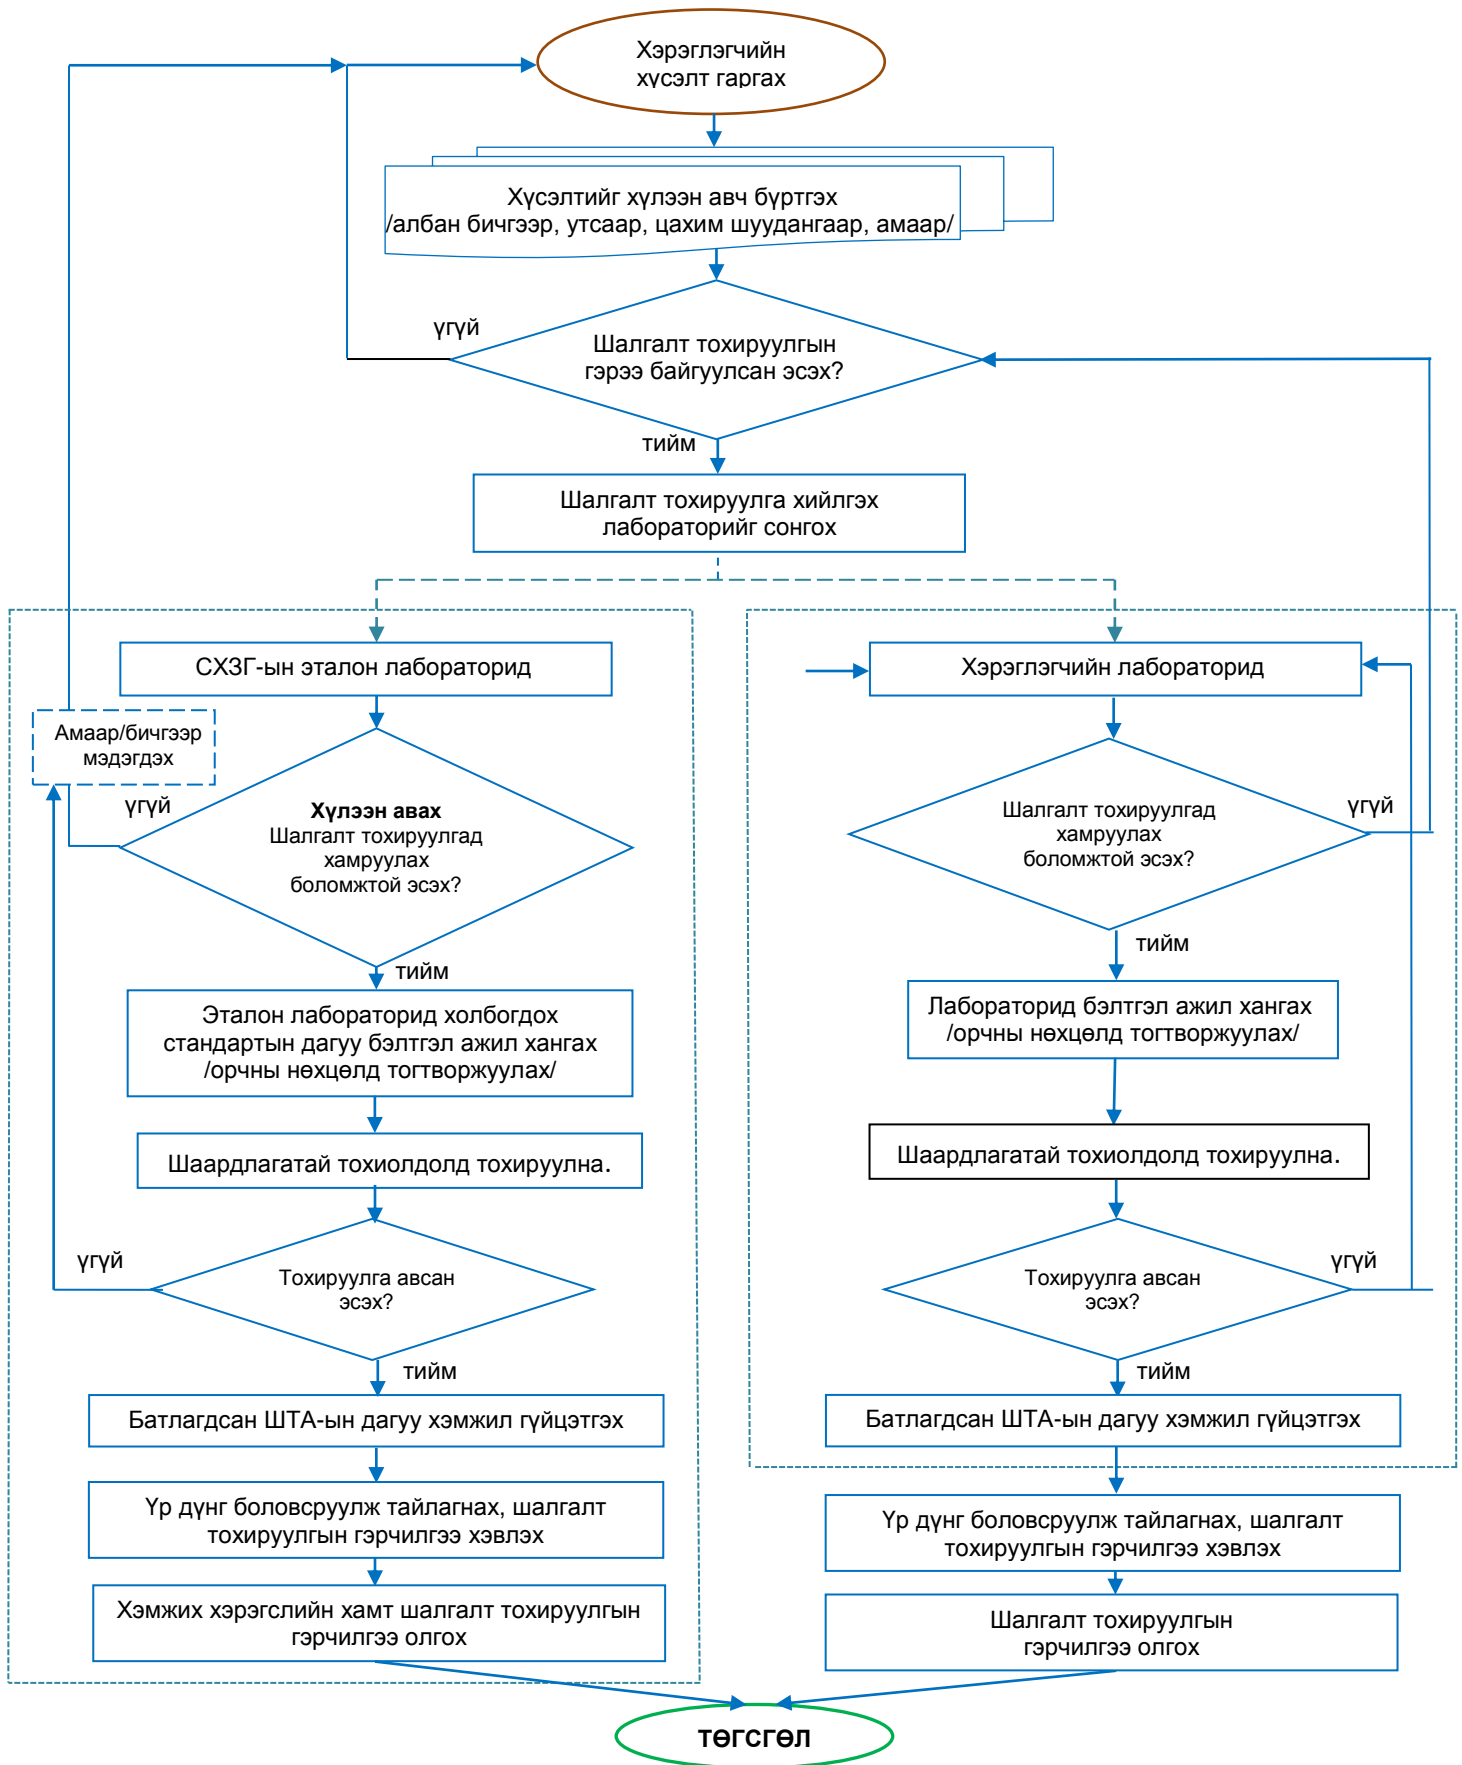 Хэрэглэгчийн
хүсэлт гаргах
Хүсэлтийг хүлээн авч бүртгэх
/албан бичгээр, утсаар, цахим шуудангаар, амаар/
үгүй
Шалгалт тохируулгын
гэрээ байгуулсан эсэх?
тийм
Шалгалт тохируулга хийлгэх
лабораторийг сонгох
СХЗГ-ын эталон лабораторид
Амаар/бичгээр
мэдэгдэх
үгүй
Хүлээн авах
Шалгалт тохируулгад
хамруулах
боломжтой эсэх?
тийм
Эталон лабораторид холбогдох
стандартын дагуу бэлтгэл ажил хангах
/орчны нөхцөлд тогтворжуулах/
Шаардлагатай тохиолдолд тохируулна.
үгүй
Тохируулга авсан
эсэх?
тийм
Батлагдсан ШТА-ын дагуу хэмжил гүйцэтгэх
Үр дүнг боловсруулж тайлагнах, шалгалт
тохируулгын гэрчилгээ хэвлэх
Хэмжих хэрэгслийн хамт шалгалт тохируулгын
гэрчилгээ олгох
Хэрэглэгчийн лабораторид
Шалгалт тохируулгад
хамруулах
боломжтой эсэх?
үгүй
тийм
Лабораторид бэлтгэл ажил хангах
/орчны нөхцөлд тогтворжуулах/
Шаардлагатай тохиолдолд тохируулна.
Тохируулга авсан
эсэх?
үгүй
тийм
Батлагдсан ШТА-ын дагуу хэмжил гүйцэтгэх
Үр дүнг боловсруулж тайлагнах, шалгалт
тохируулгын гэрчилгээ хэвлэх
Шалгалт тохируулгын
гэрчилгээ олгох
төгсгөл